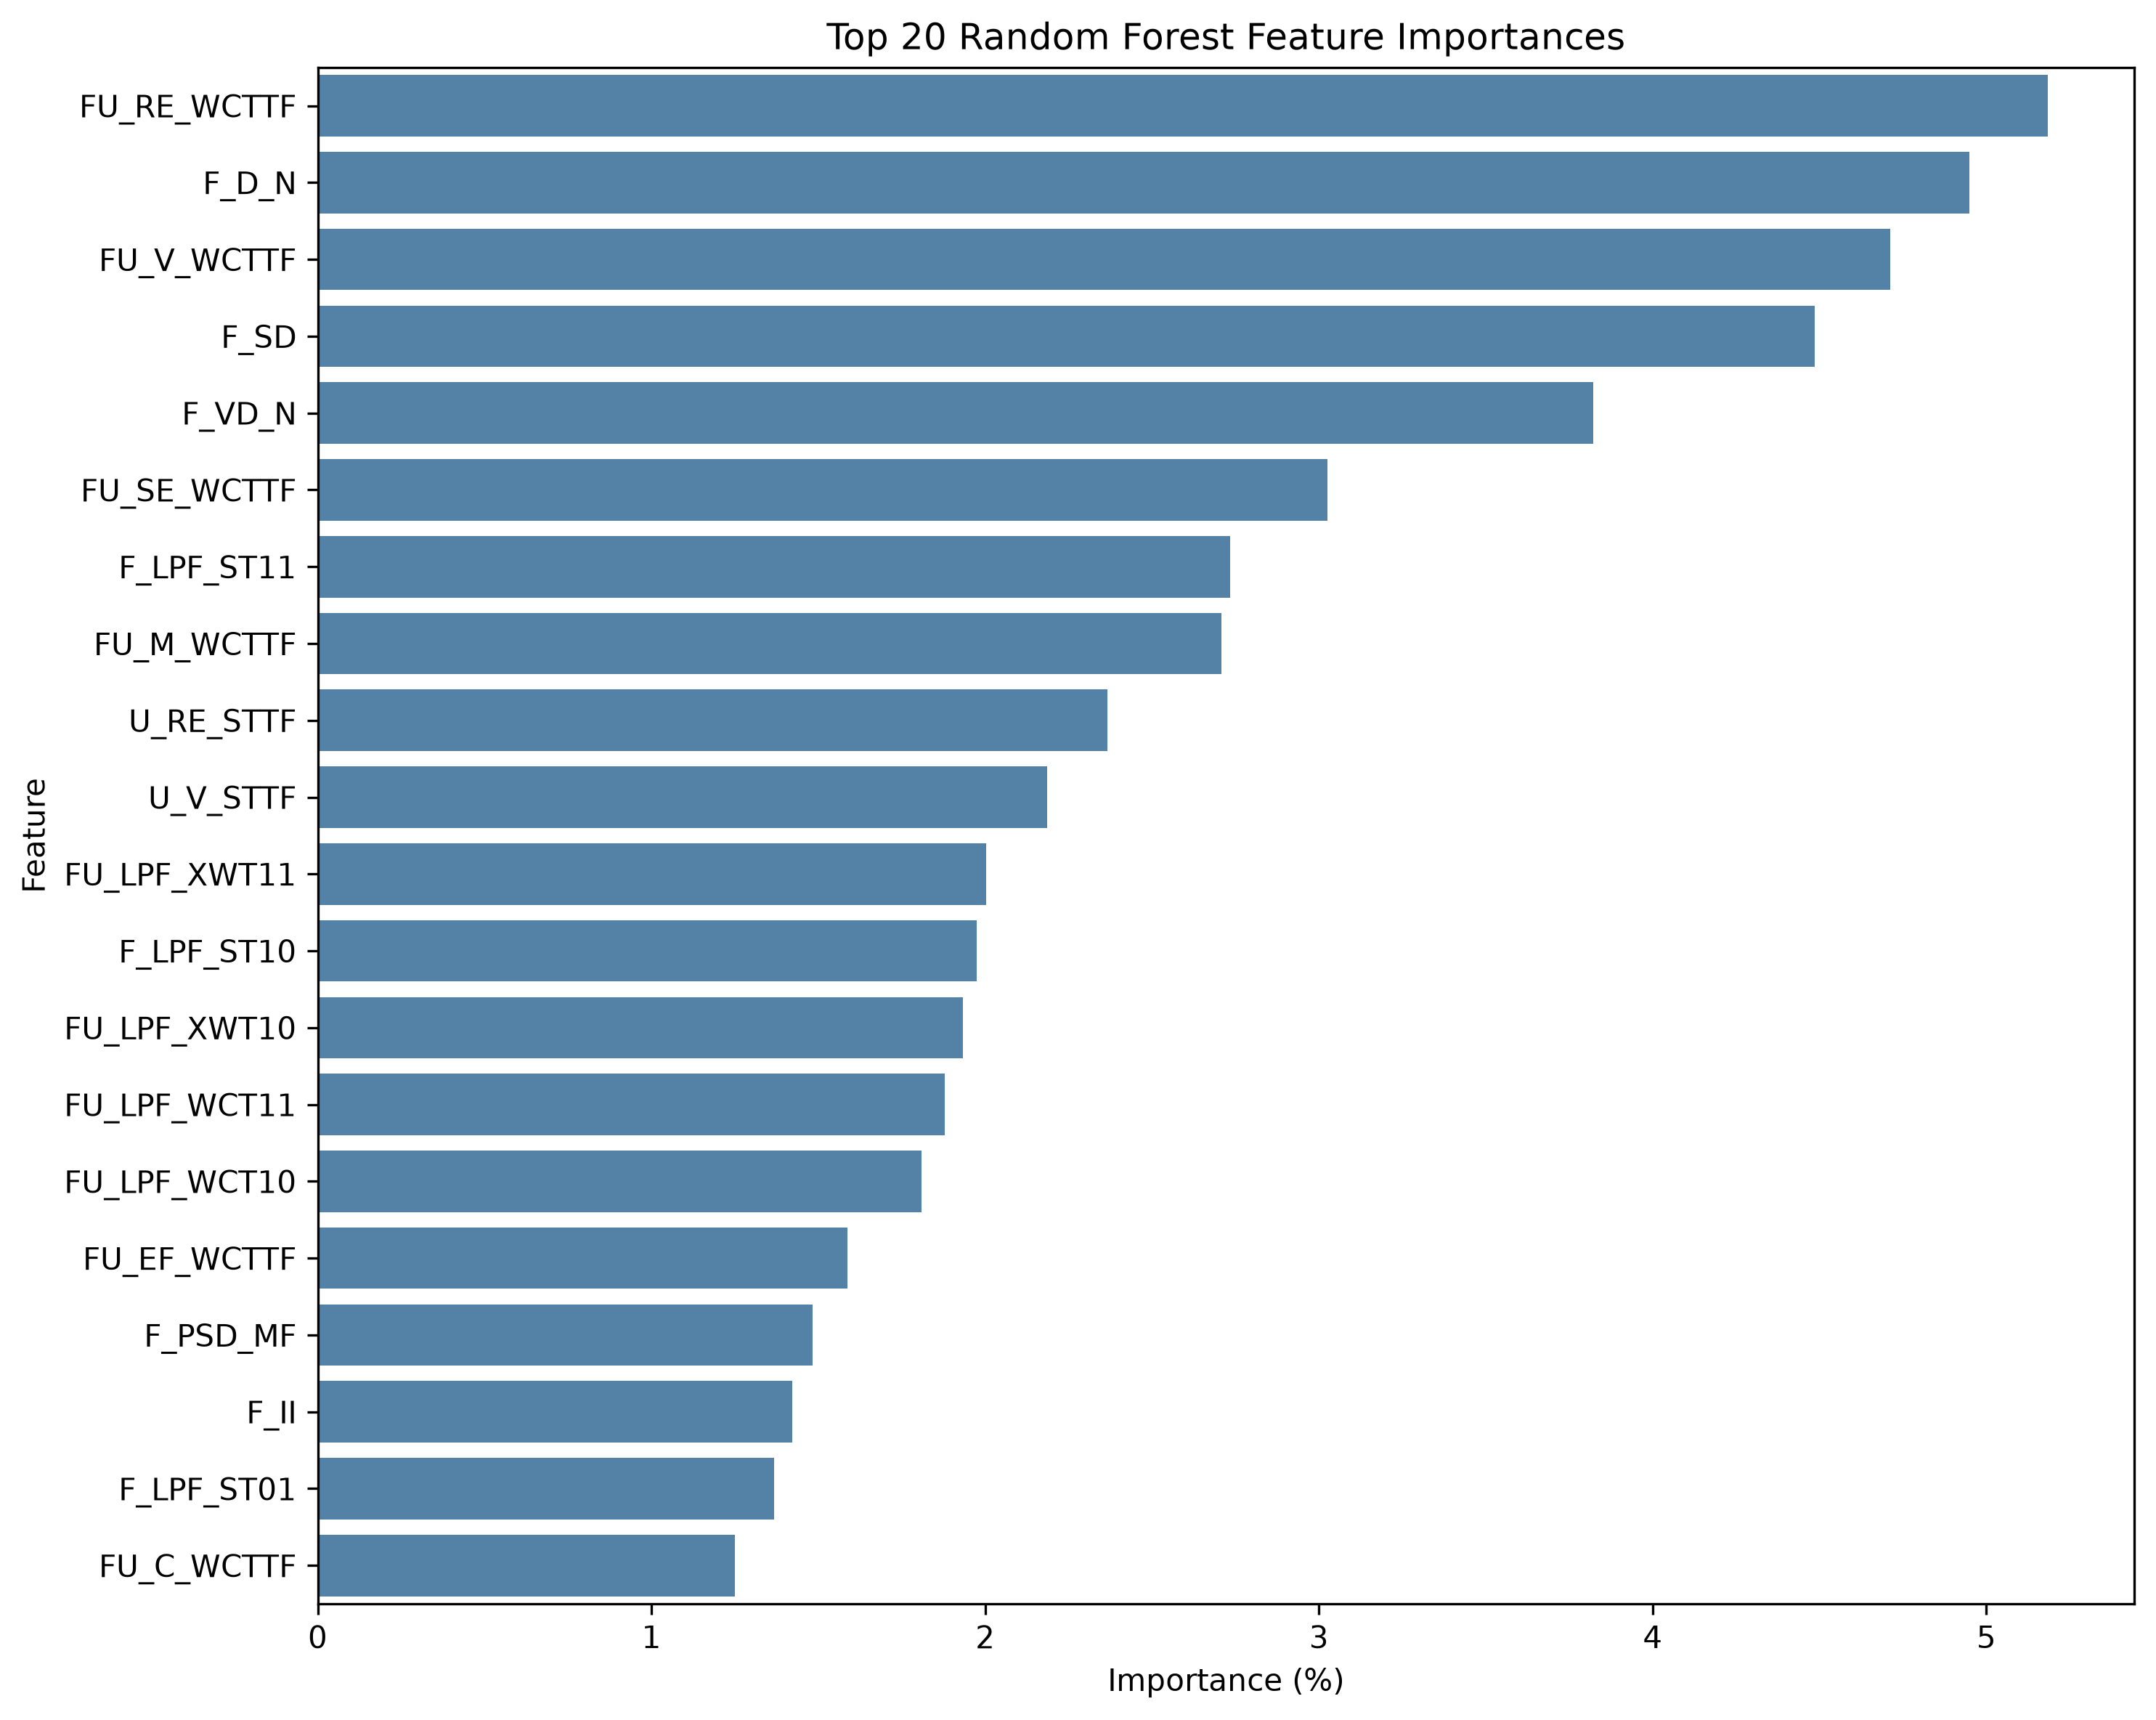 Top 20 Random Forest Feature Importances
FU_RE_WCTTF
F_D_N
FU_V_WCTTF
F_SD
F_VD_N
FU_SE_WCTTF
F_LPF_ST11
FU_M_WCTTF
U_RE_STTF
U_V_STTF
FU_LPF_XWT11
F_LPF_ST10
FU_LPF_XWT10
FU_LPF_WCT11
FU_LPF_WCT10
FU_EF_WCTTF
F_PSD_MF
F_II
F_LPF_ST01
FU_C_WCTTF
Feature
0 1 2 3 4 5
Importance (%)